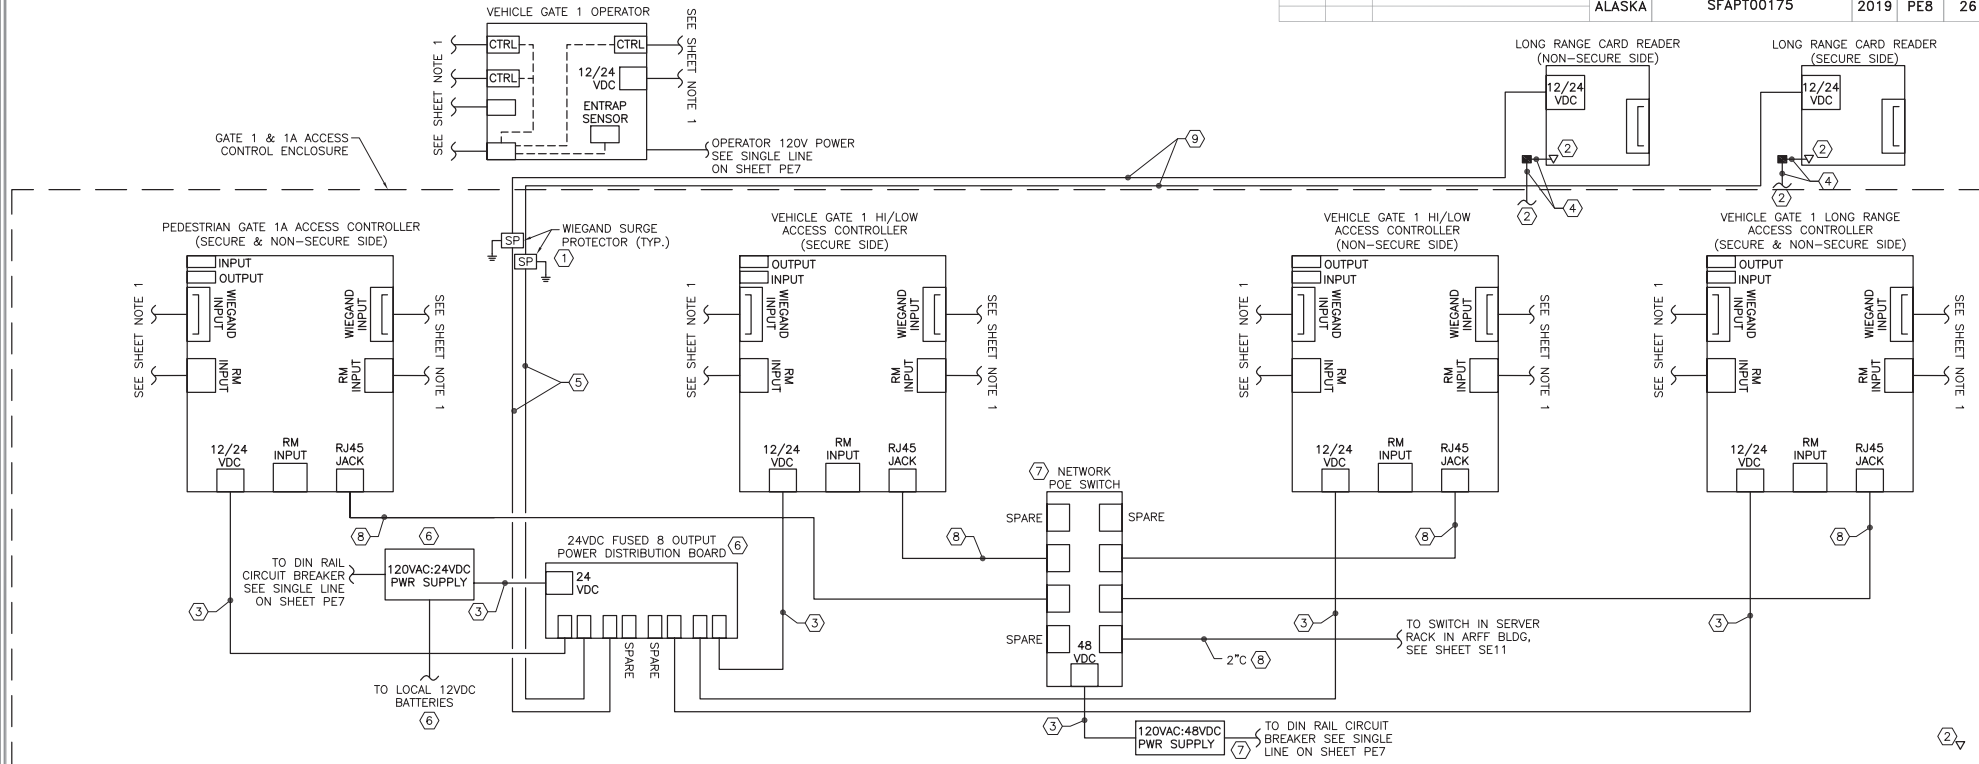 ALASKA
SFAPT00175
2019
PE8
26
VEHICLE GATE 1 OPERATOR
CTRL
CTRL
CTRL
12/24
VDC
ENTRAP
SENSOR
SEE SHEET NOTE 1
SEE SHEET NOTE 1
OPERATOR 120V POWER
SEE SINGLE LINE
ON SHEET PE7
GATE 1 & 1A ACCESS
CONTROL ENCLOSURE
LONG RANGE CARD READER
(NON-SECURE SIDE)
12/24
VDC
2
4
2
LONG RANGE CARD READER
(SECURE SIDE)
12/24
VDC
2
4
2
9
PEDESTRIAN GATE 1A ACCESS CONTROLLER
(SECURE & NON-SECURE SIDE)
INPUT
OUTPUT
WIEGAND
INPUT
WIEGAND
INPUT
RM
INPUT
RM
INPUT
SEE SHEET NOTE 1
SEE SHEET NOTE 1
12/24
VDC
RM
INPUT
RJ45
JACK
SP
SP
WIEGAND SURGE
PROTECTOR (TYP.)
1
5
VEHICLE GATE 1 HI/LOW
ACCESS CONTROLLER
(SECURE SIDE)
OUTPUT
INPUT
WIEGAND
INPUT
WIEGAND
INPUT
RM
INPUT
RM
INPUT
SEE SHEET NOTE 1
SEE SHEET NOTE 1
12/24
VDC
RM
INPUT
RJ45
JACK
VEHICLE GATE 1 HI/LOW
ACCESS CONTROLLER
(NON-SECURE SIDE)
OUTPUT
INPUT
WIEGAND
INPUT
WIEGAND
INPUT
RM
INPUT
RM
INPUT
SEE SHEET NOTE 1
SEE SHEET NOTE 1
12/24
VDC
RM
INPUT
RJ45
JACK
VEHICLE GATE 1 LONG RANGE
ACCESS CONTROLLER
(SECURE & NON-SECURE SIDE)
OUTPUT
INPUT
WIEGAND
INPUT
WIEGAND
INPUT
RM
INPUT
RM
INPUT
SEE SHEET NOTE 1
SEE SHEET NOTE 1
12/24
VDC
RM
INPUT
RJ45
JACK
8
6
TO DIN RAIL
CIRCUIT BREAKER
SEE SINGLE LINE
ON SHEET PE7
120VAC:24VDC
PWR SUPPLY
3
3
TO LOCAL 12VDC
BATTERIES
6
24VDC FUSED 8 OUTPUT
POWER DISTRIBUTION BOARD
6
24
VDC
SPARE
SPARE
3
8
7
NETWORK
POE SWITCH
SPARE
SPARE
SPARE
48
VDC
8
8
3
3
2"C
8
TO SWITCH IN SERVER
RACK IN ARFF BLDG,
SEE SHEET SE11
3
120VAC:48VDC
PWR SUPPLY
7
TO DIN RAIL CIRCUIT
BREAKER SEE SINGLE
LINE ON SHEET PE7
2